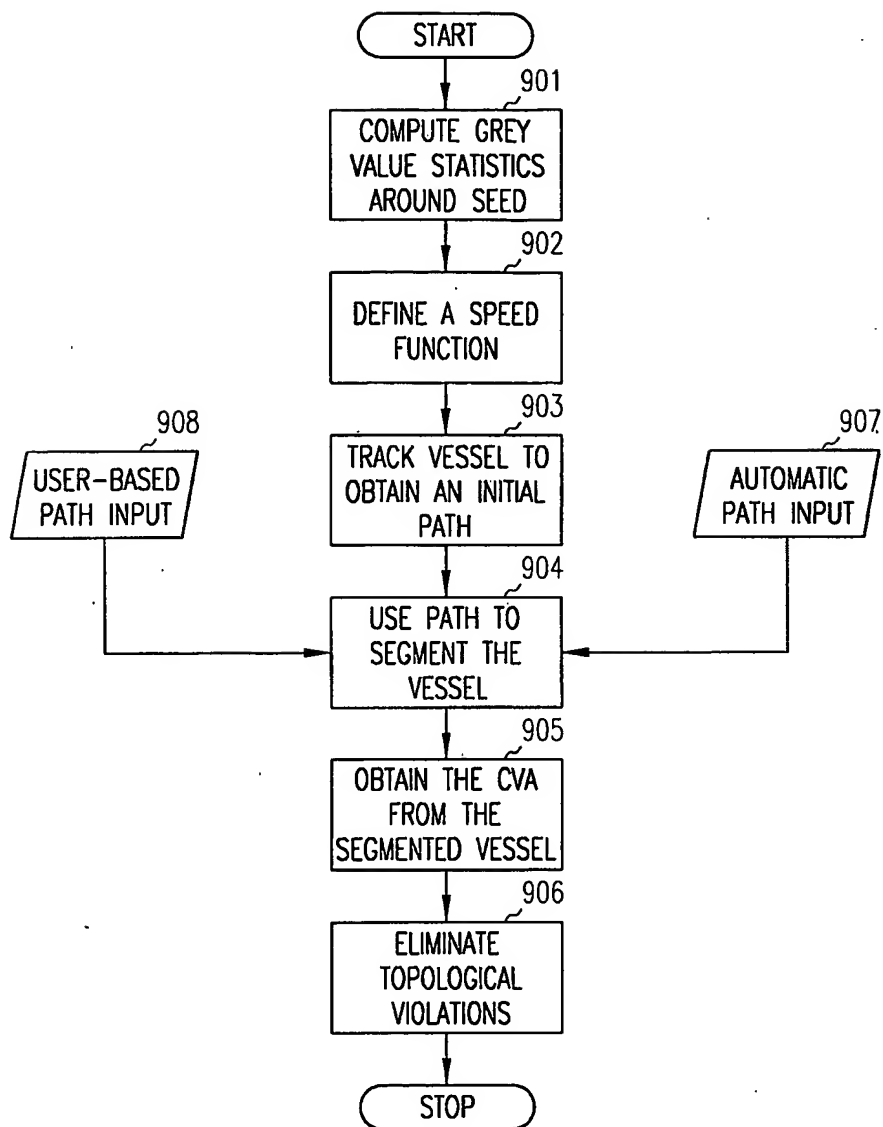 START
901
COMPUTE GREY
VALUE STATISTICS
AROUND SEED
902
DEFINE A SPEED
FUNCTION
903
TRACK VESSEL TO
OBTAIN AN INITIAL
PATH
908
USER-BASED
PATH INPUT
907
AUTOMATIC
PATH INPUT
904
USE PATH TO
SEGMENT THE
VESSEL
905
OBTAIN THE CVA
FROM THE
SEGMENTED VESSEL
906
ELIMINATE
TOPOLOGICAL
VIOLATIONS
STOP